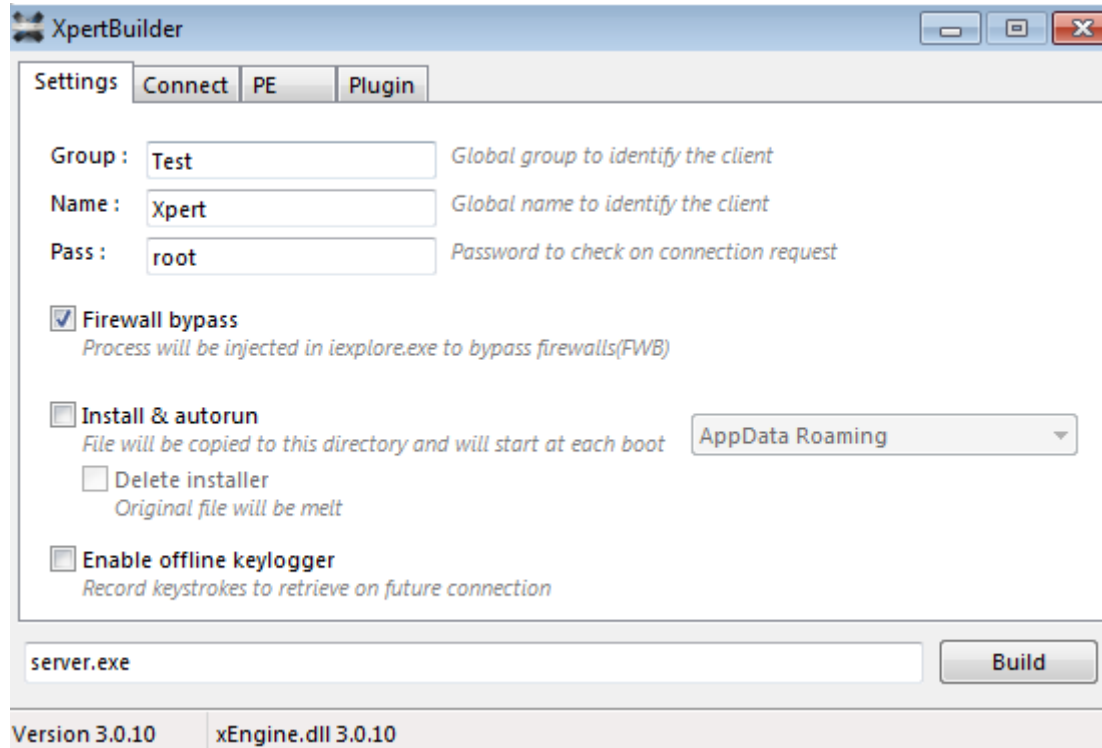 XpertBuilder
Settings Connect PE Plugin
Group : Test Global group to identify the client
Name : Xpert Global name to identify the client
Pass : root Password to check on connection request
Firewall bypass
Process will be injected in iexplore.exe to bypass firewalls(FWB)
Install & autorun
File will be copied to this directory and will start at each boot AppData Roaming
Delete installer
Original file will be melt
Enable offline keylogger
Record keystrokes to retrieve on future connection
server.exe Build
Version 3.0.10 xEngine.dll 3.0.10